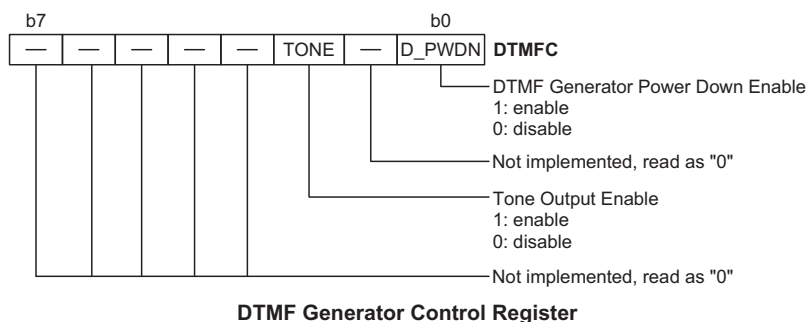 b7 b0
— — — — — TONE — D_PWDN DTMFC
DTMF Generator Power Down Enable
1: enable
0: disable
Not implemented, read as "0"
Tone Output Enable
1: enable
0: disable
Not implemented, read as "0"
DTMF Generator Control Register